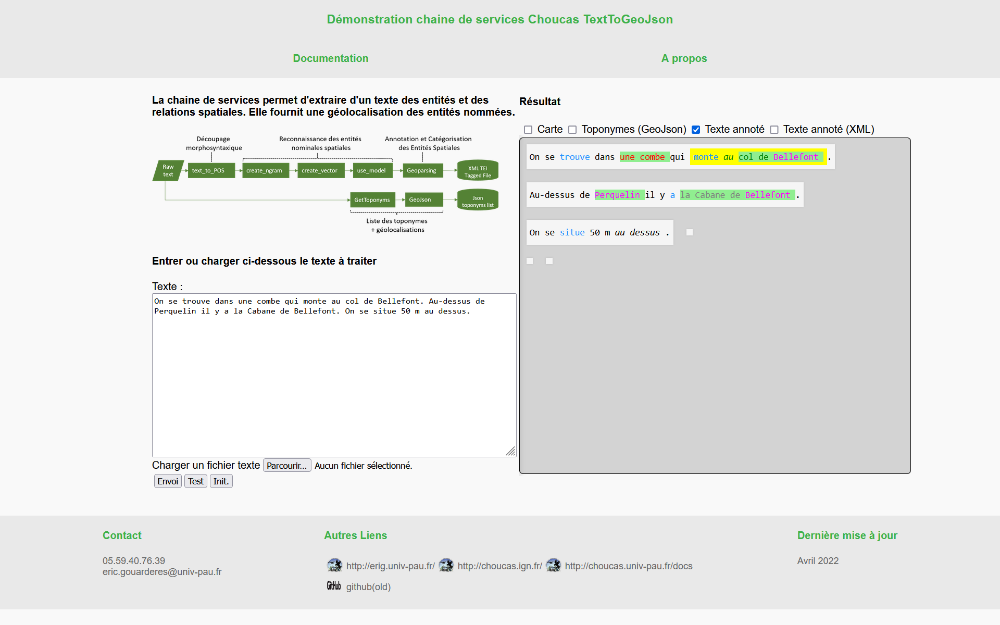 Démonstration chaine de services Choucas TextToGeoJson
Documentation
A propos
La chaine de services permet d'extraire d'un texte des entités et des
relations spatiales. Elle fournit une géolocalisation des entités nommées.
Découpage
morphosyntaxique
Reconnaissance des entités
nominales spatiales
Annotation et Catégorisation
des Entités Spatiales
Raw
text
text_to_POS
create_ngram
create_vector
use_model
Geoparsing
XML TEI
Tagged File
GetToponyms
GeoJson
Json
toponyms list
Liste des toponymes
+ géolocalisations
Entrer ou charger ci-dessous le texte à traiter
Texte :
On se trouve dans une combe qui monte au col de Bellefont. Au-dessus de
Perquelin il y a la Cabane de Bellefont. On se situe 50 m au dessus.
Charger un fichier texte Parcourir... Aucun fichier sélectionné.
Envoi Test Init.
Résultat
Carte Toponymes (GeoJson) Texte annoté Texte annoté (XML)
On se trouve dans une combe qui monte au col de Bellefont .
Au-dessus de Perquelin il y a la Cabane de Bellefont .
On se situe 50 m au dessus .
Contact
05.59.40.76.39
eric.gouarderes@univ-pau.fr
Autres Liens
http://erig.univ-pau.fr/ http://choucas.ign.fr/ http://choucas.univ-pau.fr/docs
GitHub github(old)
Dernière mise à jour
Avril 2022